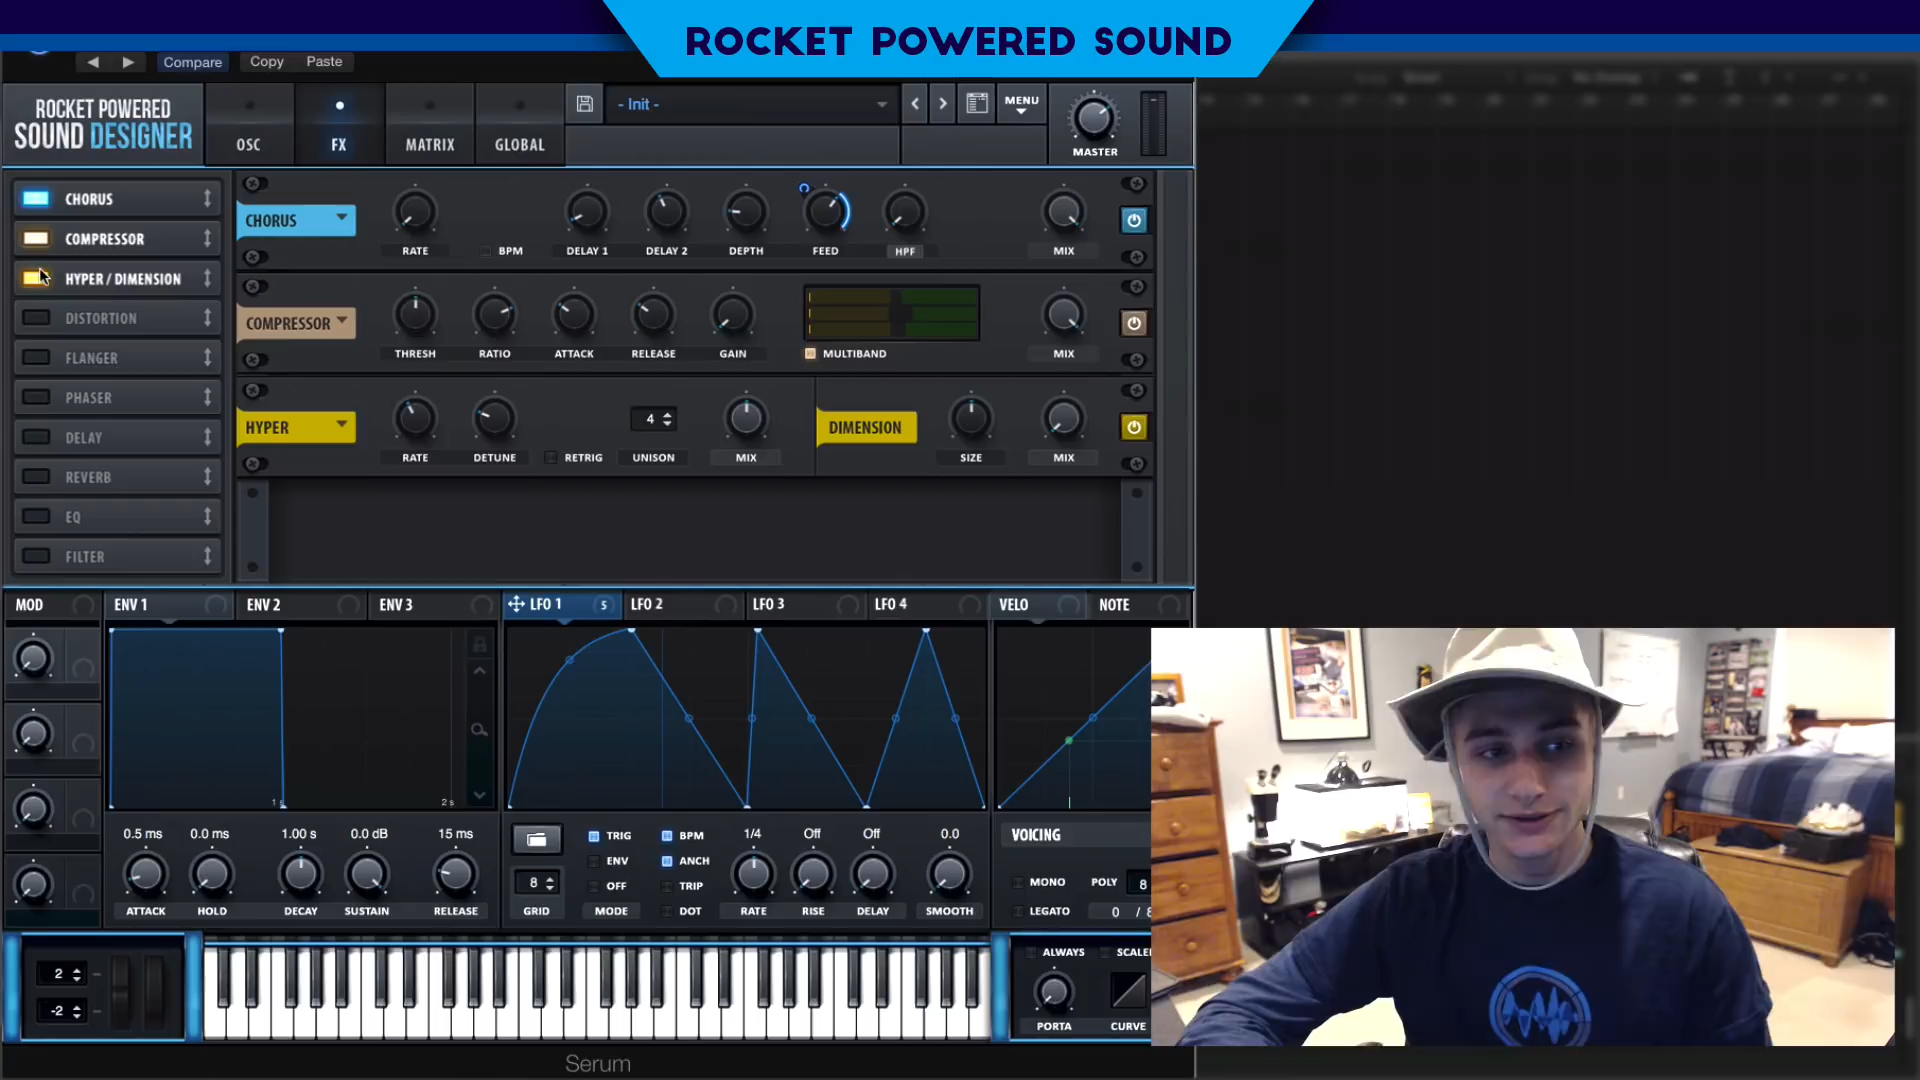 ROCKET POWERED SOUND
Compare
Copy
Paste
ROCKET POWERED
SOUND DESIGNER
OSC
FX
MATRIX
GLOBAL
- Init -
MENU
MASTER
CHORUS
COMPRESSOR
HYPER / DIMENSION
DISTORTION
FLANGER
PHASER
DELAY
REVERB
EQ
FILTER
CHORUS
RATE
BPM
DELAY 1
DELAY 2
DEPTH
FEED
HPF
MIX
COMPRESSOR
THRESH
RATIO
ATTACK
RELEASE
GAIN
MULTIBAND
MIX
HYPER
RATE
DETUNE
RETRIG
4
UNISON
MIX
DIMENSION
SIZE
MIX
MOD
ENV 1
ENV 2
ENV 3
LFO 1
5
LFO 2
LFO 3
LFO 4
VELO
NOTE
1 s
2 s
0.5 ms
0.0 ms
1.00 s
0.0 dB
15 ms
ATTACK
HOLD
DECAY
SUSTAIN
RELEASE
8
GRID
TRIG
ENV
OFF
MODE
BPM
ANCH
TRIP
DOT
1/4
Off
Off
0.0
RATE
RISE
DELAY
SMOOTH
VOICING
MONO
POLY
8
LEGATO
0 / 8
2
-2
ALWAYS
SCALE
PORTA
CURVE
Serum